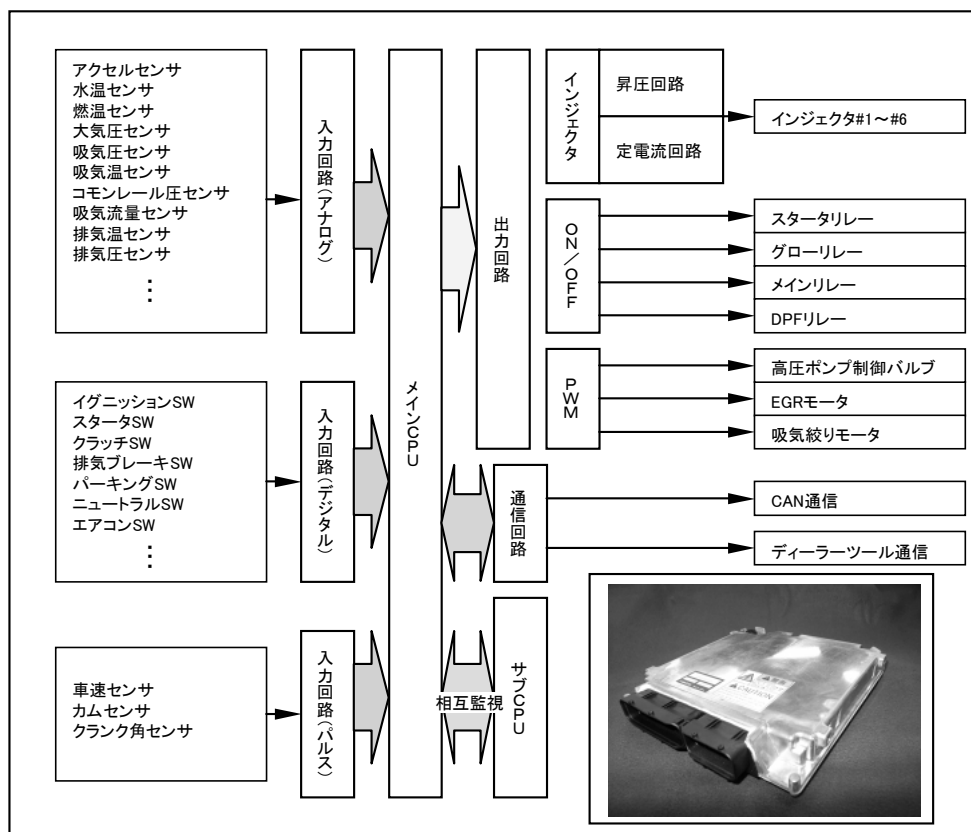 アクセルセンサ
水温センサ
燃温センサ
大気圧センサ
吸気圧センサ
吸気温センサ
コモンレール圧センサ
吸気流量センサ
排気温センサ
排気圧センサ
⋮
入力回路(アナログ)
イグニッションSW
スタータSW
クラッチSW
排気ブレーキSW
パーキングSW
ニュートラルSW
エアコンSW
⋮
入力回路(デジタル)
車速センサ
カムセンサ
クランク角センサ
入力回路(パルス)
メインCPU
出力回路
インジェクタ
昇圧回路
定電流回路
インジェクタ#1～#6
ON／OFF
スタータリレー
グローリレー
メインリレー
DPFリレー
PWM
高圧ポンプ制御バルブ
EGRモータ
吸気絞りモータ
通信回路
CAN通信
ディーラーツール通信
相互監視
サブCPU
CAUTION